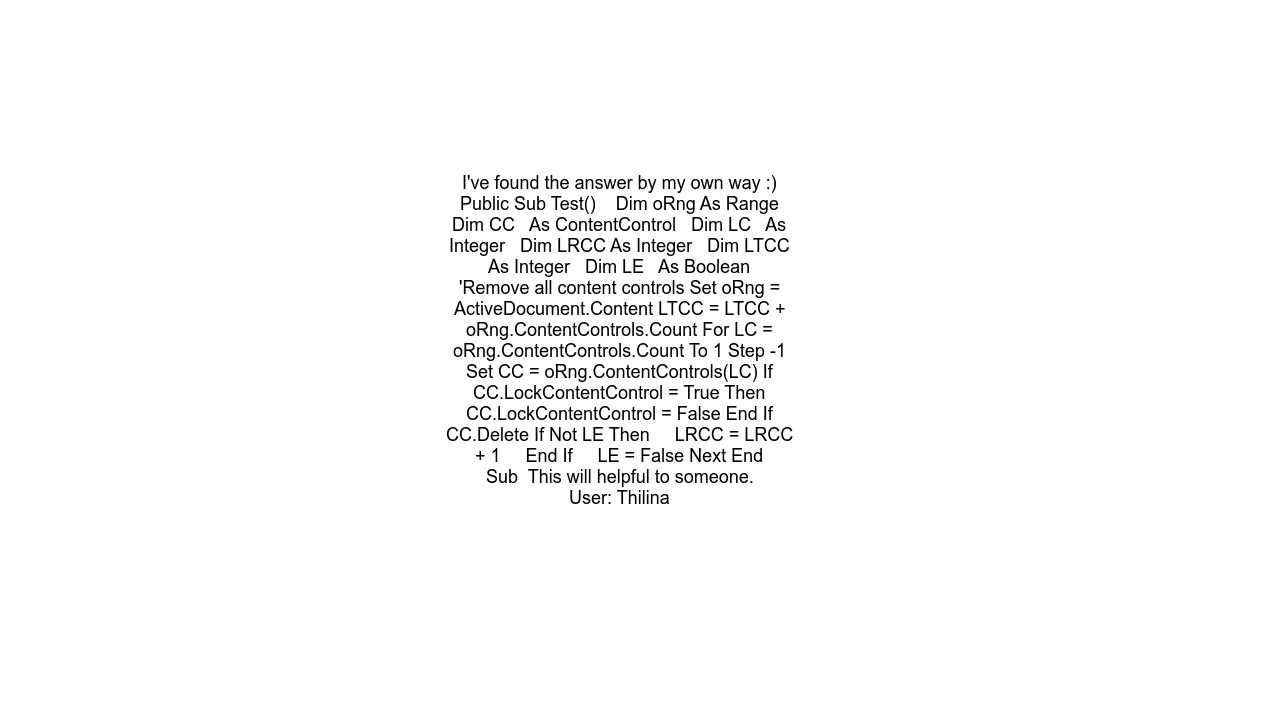 I've found the answer by my own way :)
Public Sub Test()    Dim oRng As Range
Dim CC   As ContentControl   Dim LC   As
Integer   Dim LRCC As Integer   Dim LTCC
As Integer   Dim LE   As Boolean
'Remove all content controls Set oRng =
ActiveDocument.Content LTCC = LTCC +
oRng.ContentControls.Count For LC =
oRng.ContentControls.Count To 1 Step -1
Set CC = oRng.ContentControls(LC) If
CC.LockContentControl = True Then
CC.LockContentControl = False End If
CC.Delete If Not LE Then     LRCC = LRCC
+ 1     End If     LE = False Next End
Sub  This will helpful to someone.
User: Thilina